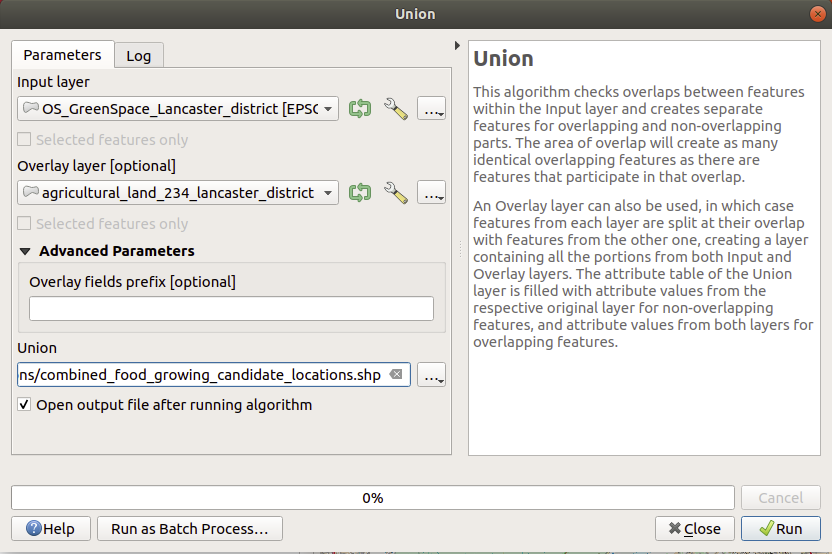 Union
Parameters
Log
Input layer
OS_GreenSpace_Lancaster_district [EPSG
...
Selected features only
Overlay layer [optional]
agricultural_land_234_lancaster_district
...
Selected features only
Advanced Parameters
Overlay fields prefix [optional]
Union
ons/combined_food_growing_candidate_locations.shp
...
Open output file after running algorithm
Union
This algorithm checks overlaps between features
within the Input layer and creates separate
features for overlapping and non-overlapping
parts. The area of overlap will create as many
identical overlapping features as there are
features that participate in that overlap.
An Overlay layer can also be used, in which case
features from each layer are split at their overlap
with features from the other one, creating a layer
containing all the portions from both Input and
Overlay layers. The attribute table of the Union
layer is filled with attribute values from the
respective original layer for non-overlapping
features, and attribute values from both layers for
overlapping features.
0%
Cancel
Help
Run as Batch Process...
Close
Run